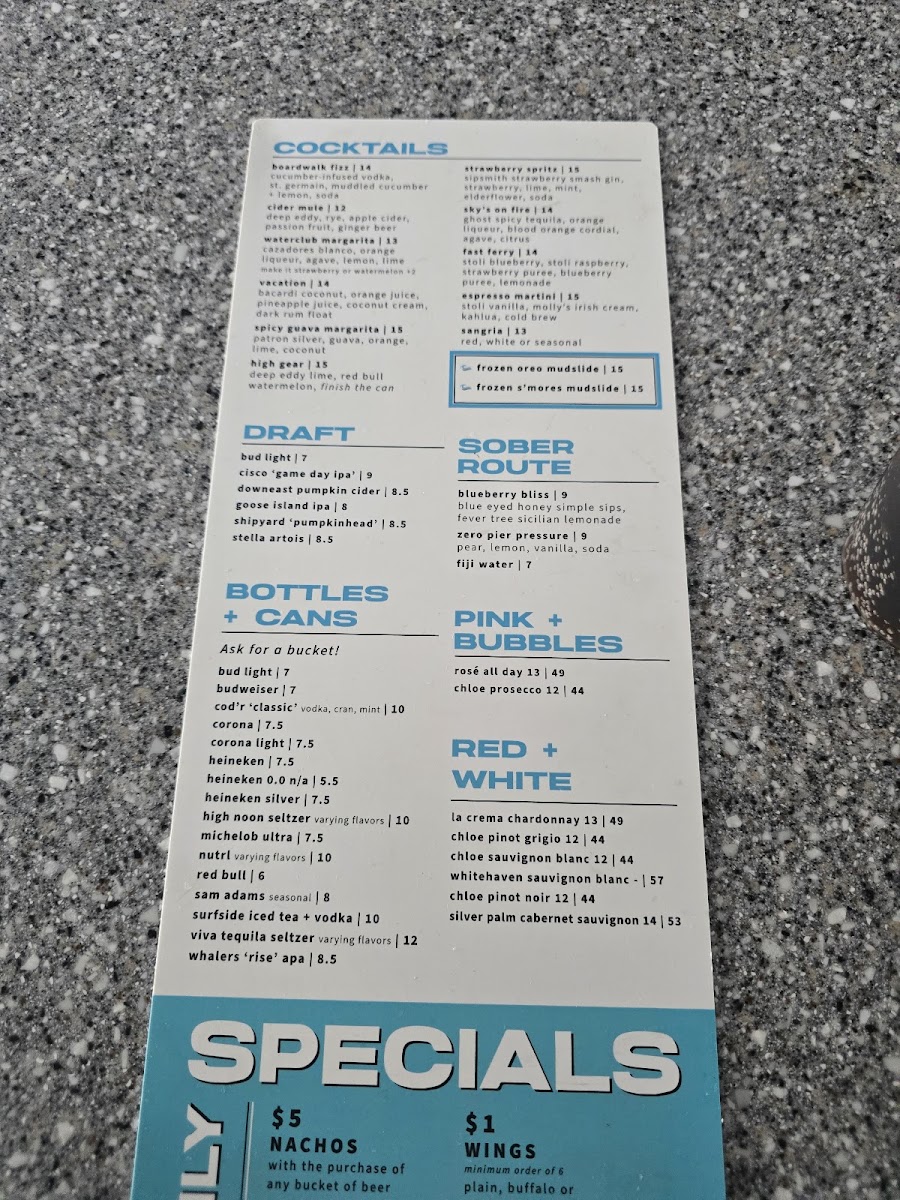 COCKTAILS
boardwalk fizz | 14
cucumber-infused vodka,
st. germain, muddled cucumber
+ lemon, soda
cider mule | 12
deep eddy, rye, apple cider,
passion fruit, ginger beer
waterclub margarita | 13
cazadores blanco, orange
liqueur, agave, lemon, lime
make it strawberry or watermelon +2
vacation | 14
bacardi coconut, orange juice,
pineapple juice, coconut cream,
dark rum float
spicy guava margarita | 15
patron silver, guava, orange,
lime, coconut
high gear | 15
deep eddy lime, red bull
watermelon, finish the can
strawberry spritz | 15
sipsmith strawberry smash gin,
strawberry, lime, mint,
elderflower, soda
sky's on fire | 14
ghost spicy tequila, orange
liqueur, blood orange cordial,
agave, citrus
fast ferry | 14
stoli blueberry, stoli raspberry,
strawberry puree, blueberry
puree, lemonade
espresso martini | 15
stoli vanilla, molly's irish cream,
kahlua, cold brew
sangria | 13
red, white or seasonal
frozen oreo mudslide | 15
frozen s'mores mudslide | 15
DRAFT
bud light | 7
cisco ‘game day ipa’ | 9
downeast pumpkin cider | 8.5
goose island ipa | 8
shipyard ‘pumpkinhead’ | 8.5
stella artois | 8.5
BOTTLES
+ CANS
Ask for a bucket!
bud light | 7
budweiser | 7
cod'r ‘classic’ vodka, cran, mint | 10
corona | 7.5
corona light | 7.5
heineken | 7.5
heineken 0.0 n/a | 5.5
heineken silver | 7.5
high noon seltzer varying flavors | 10
michelob ultra | 7.5
nutrl varying flavors | 10
red bull | 6
sam adams seasonal | 8
surfside iced tea + vodka | 10
viva tequila seltzer varying flavors | 12
whalers ‘rise’ apa | 8.5
SOBER
ROUTE
blueberry bliss | 9
blue eyed honey simple sips,
fever tree sicilian lemonade
zero pier pressure | 9
pear, lemon, vanilla, soda
fiji water | 7
PINK +
BUBBLES
rosé all day 13 | 49
chloe prosecco 12 | 44
RED +
WHITE
la crema chardonnay 13 | 49
chloe pinot grigio 12 | 44
chloe sauvignon blanc 12 | 44
whitehaven sauvignon blanc - | 57
chloe pinot noir 12 | 44
silver palm cabernet sauvignon 14 | 53
SPECIALS
$5
NACHOS
with the purchase of
any bucket of beer
$1
WINGS
minimum order of 6
plain, buffalo or